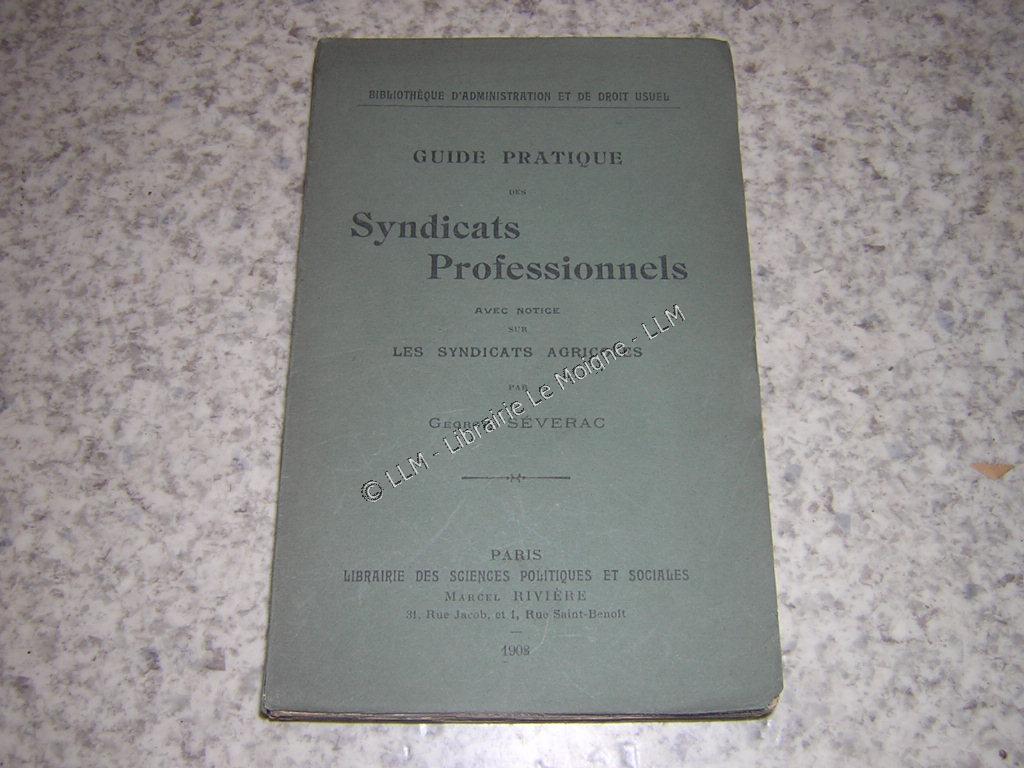 BIBLIOTHÈQUE D'ADMINISTRATION ET DE DROIT USUEL
GUIDE PRATIQUE
DES
Syndicats
Professionnels
AVEC NOTICE
SUR
LES SYNDICATS AGRICOLES
PAR
SÉVERAC
© LLM - Librairie Le Moigne - LLM
PARIS
LIBRAIRIE DES SCIENCES POLITIQUES ET SOCIALES
MARCEL RIVIÈRE
31, Rue Jacob, et 1, Rue Saint-Benoît
1908